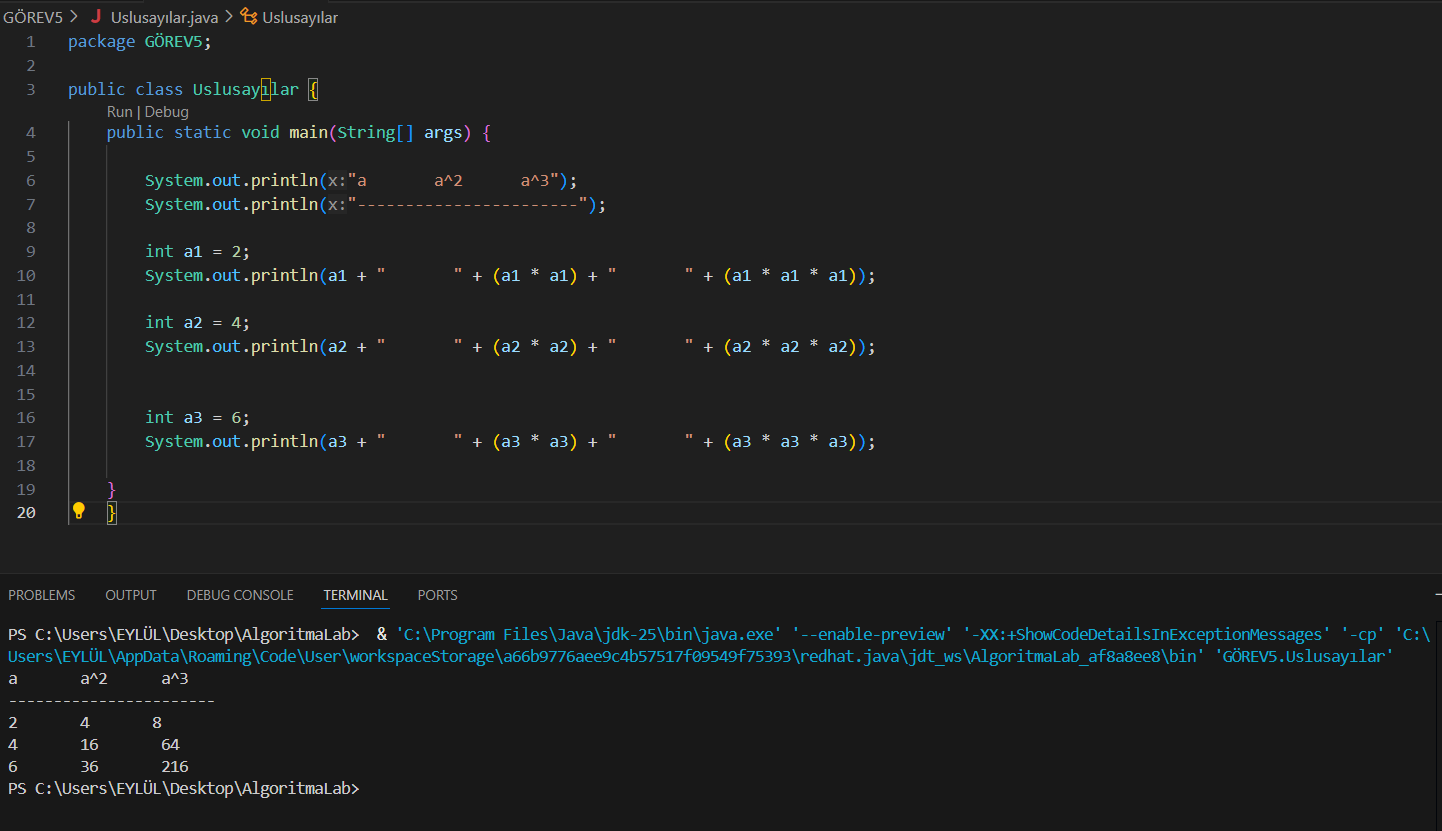 GÖREV5 > J Uslusayılar.java > Uslusayılar
1 package GÖREV5;
2
3 public class Uslusayılar {
Run | Debug
4     public static void main(String[] args) {
5
6         System.out.println(x:"a       a^2      a^3");
7         System.out.println(x:"-----------------------");
8
9         int a1 = 2;
10         System.out.println(a1 + "       " + (a1 * a1) + "       " + (a1 * a1 * a1));
11
12         int a2 = 4;
13         System.out.println(a2 + "       " + (a2 * a2) + "       " + (a2 * a2 * a2));
14
15
16         int a3 = 6;
17         System.out.println(a3 + "       " + (a3 * a3) + "       " + (a3 * a3 * a3));
18
19     }
20     }
PROBLEMS OUTPUT DEBUG CONSOLE TERMINAL PORTS
PS C:\Users\EYLÜL\Desktop\AlgoritmaLab>  & 'C:\Program Files\Java\jdk-25\bin\java.exe' '--enable-preview' '-XX:+ShowCodeDetailsInExceptionMessages' '-cp' 'C:\
Users\EYLÜL\AppData\Roaming\Code\User\workspaceStorage\a66b9776aee9c4b57517f09549f75393\redhat.java\jdt_ws\AlgoritmaLab_af8a8ee8\bin' 'GÖREV5.Uslusayılar'
a       a^2      a^3
-----------------------
2       4       8
4       16       64
6       36       216
PS C:\Users\EYLÜL\Desktop\AlgoritmaLab>